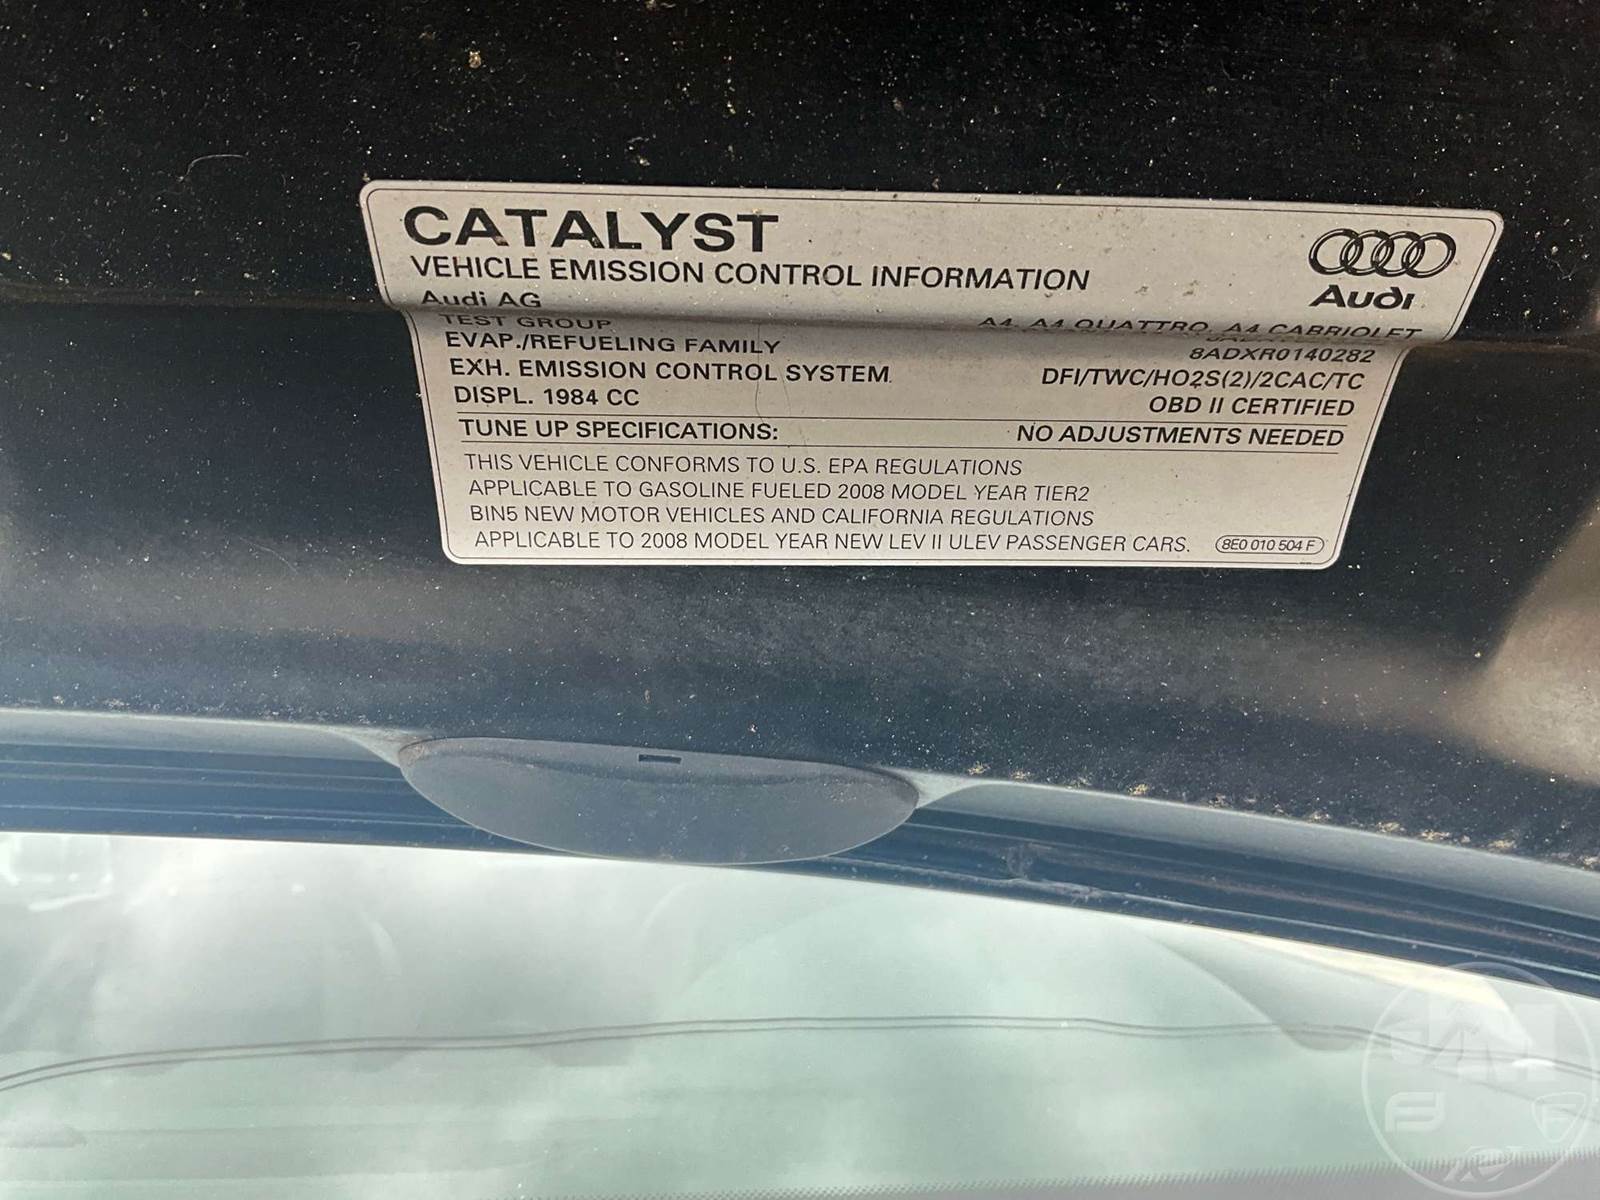 CATALYST
VEHICLE EMISSION CONTROL INFORMATION
Audi
Audi AG
A4, A4 QUATTRO, A4 CABRIOLET
TEST GROUP
EVAP./REFUELING FAMILY 8ADXR0140282
EXH. EMISSION CONTROL SYSTEM DFI/TWC/HO2S(2)/2CAC/TC
DISPL. 1984 CC OBD II CERTIFIED
TUNE UP SPECIFICATIONS: NO ADJUSTMENTS NEEDED
THIS VEHICLE CONFORMS TO U.S. EPA REGULATIONS
APPLICABLE TO GASOLINE FUELED 2008 MODEL YEAR TIER2
BIN5 NEW MOTOR VEHICLES AND CALIFORNIA REGULATIONS
APPLICABLE TO 2008 MODEL YEAR NEW LEV II ULEV PASSENGER CARS. 8E0 010 504 F